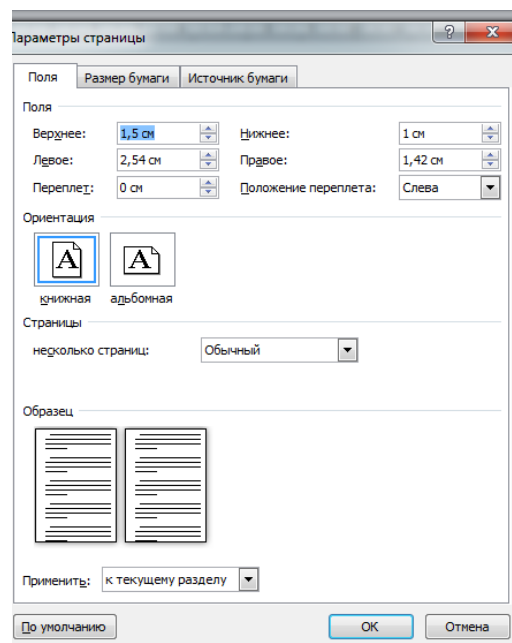 Параметры страницы
Поля Размер бумаги Источник бумаги
Поля
Верхнее: 1,5 см Нижнее: 1 см
Левое: 2,54 см Правое: 1,42 см
Переплет: 0 см Положение переплета: Слева
Ориентация
A A
книжная альбомная
Страницы
несколько страниц: Обычный
Образец
Применить: к текущему разделу
По умолчанию ОК Отмена